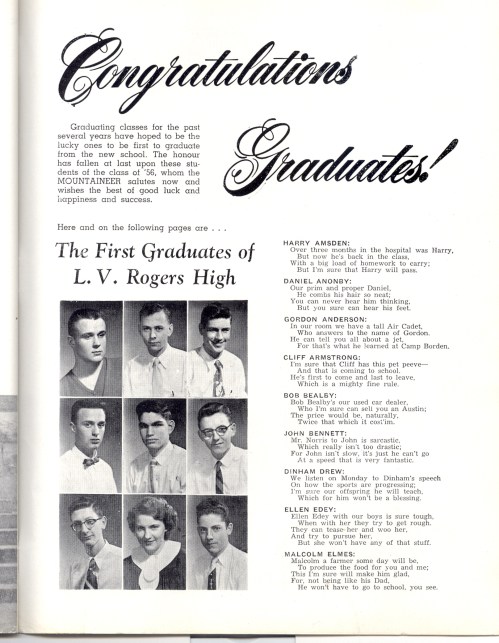 Congratulations
Graduates!
Graduating classes for the past
several years have hoped to be the
lucky ones to be first to graduate
from the new school. The honour
has fallen at last upon these stu-
dents of the class of '56, whom the
MOUNTAINEER salutes now and
wishes the best of good luck and
happiness and success.
Here and on the following pages are . . .
The First Graduates of
L. V. Rogers High
HARRY AMSDEN:
Over three months in the hospital was Harry,
But now he's back in the class,
With a big load of homework to carry;
But I'm sure that Harry will pass.
DANIEL ANONBY:
Our prim and proper Daniel,
He combs his hair so neat;
You can never hear him thinking,
But you sure can hear his feet.
GORDON ANDERSON:
In our room we have a tall Air Cadet,
Who answers to the name of Gordon.
He can tell you all about a jet,
For that's what he learned at Camp Borden.
CLIFF ARMSTRONG:
I'm sure that Cliff has this pet peeve—
And that is coming to school.
He's first to come and last to leave,
Which is a mighty fine rule.
BOB BEALBY:
Bob Bealby's our used car dealer,
Who I'm sure can sell you an Austin;
The price would be, naturally,
Twice that which it cost'im.
JOHN BENNETT:
Mr. Norris to John is sarcastic,
Which really isn't too drastic;
For John isn't slow, it's just he can't go
At a speed that is very fantastic.
DINHAM DREW:
We listen on Monday to Dinham's speech
On how the sports are progressing;
I'm sure our offspring he will teach,
Which for him won't be a blessing.
ELLEN EDEY:
Ellen Edey with our boys is sure tough,
When with her they try to get rough.
They can tease her and woo her,
And try to pursue her,
But she won't have any of that stuff.
MALCOLM ELMES:
Malcolm a farmer some day will be,
To produce the food for you and me;
This I'm sure will make him glad,
For, not being like his Dad,
He won't have to go to school, you see.